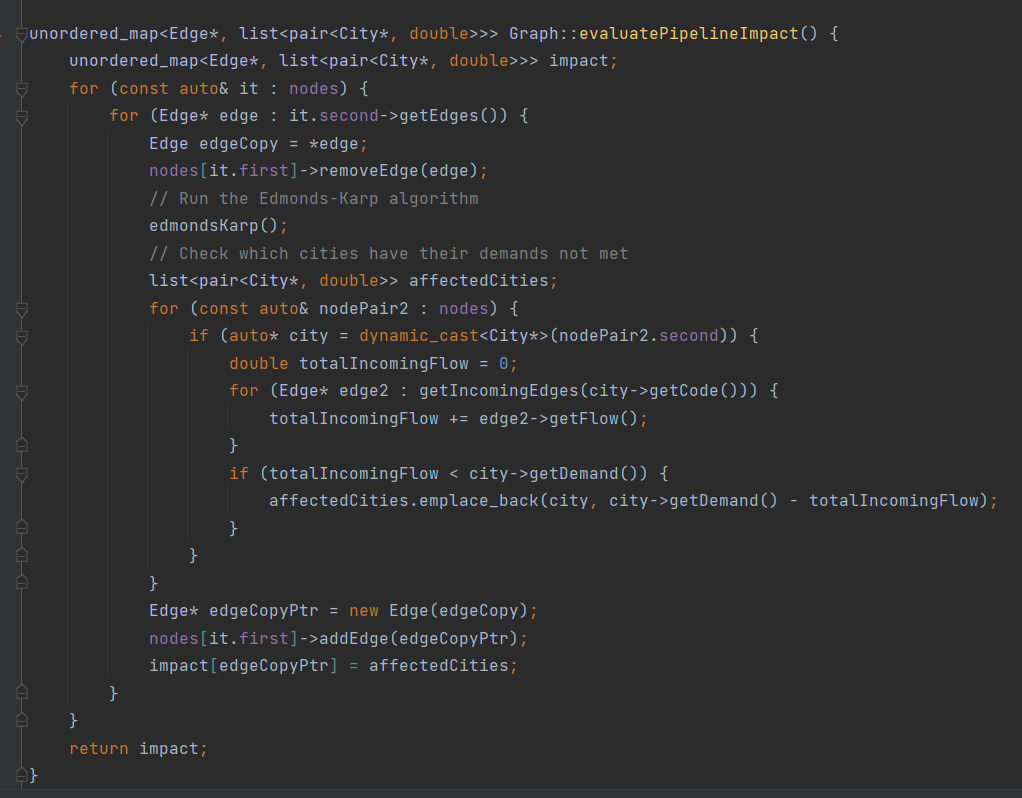 unordered_map<Edge*, list<pair<City*, double>>> Graph::evaluatePipelineImpact() {
    unordered_map<Edge*, list<pair<City*, double>>> impact;
    for (const auto& it : nodes) {
        for (Edge* edge : it.second->getEdges()) {
            Edge edgeCopy = *edge;
            nodes[it.first]->removeEdge(edge);
            // Run the Edmonds-Karp algorithm
            edmondsKarp();
            // Check which cities have their demands not met
            list<pair<City*, double>> affectedCities;
            for (const auto& nodePair2 : nodes) {
                if (auto* city = dynamic_cast<City*>(nodePair2.second)) {
                    double totalIncomingFlow = 0;
                    for (Edge* edge2 : getIncomingEdges(city->getCode())) {
                        totalIncomingFlow += edge2->getFlow();
                    }
                    if (totalIncomingFlow < city->getDemand()) {
                        affectedCities.emplace_back(city, city->getDemand() - totalIncomingFlow);
                    }
                }
            }
            Edge* edgeCopyPtr = new Edge(edgeCopy);
            nodes[it.first]->addEdge(edgeCopyPtr);
            impact[edgeCopyPtr] = affectedCities;
        }
    }
    return impact;
}